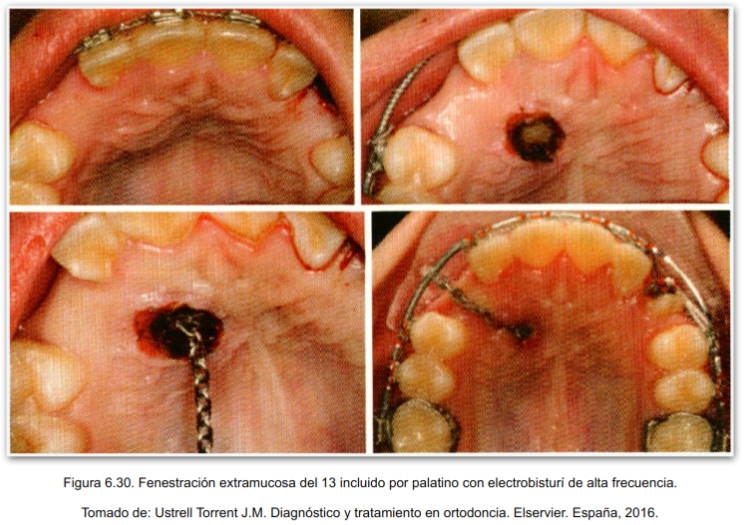 Figura 6.30. Fenestración extramucosa del 13 incluido por palatino con electrobisturí de alta frecuencia.
Tomado de: Ustrell Torrent J.M. Diagnóstico y tratamiento en ortodoncia. Elservier. España, 2016.